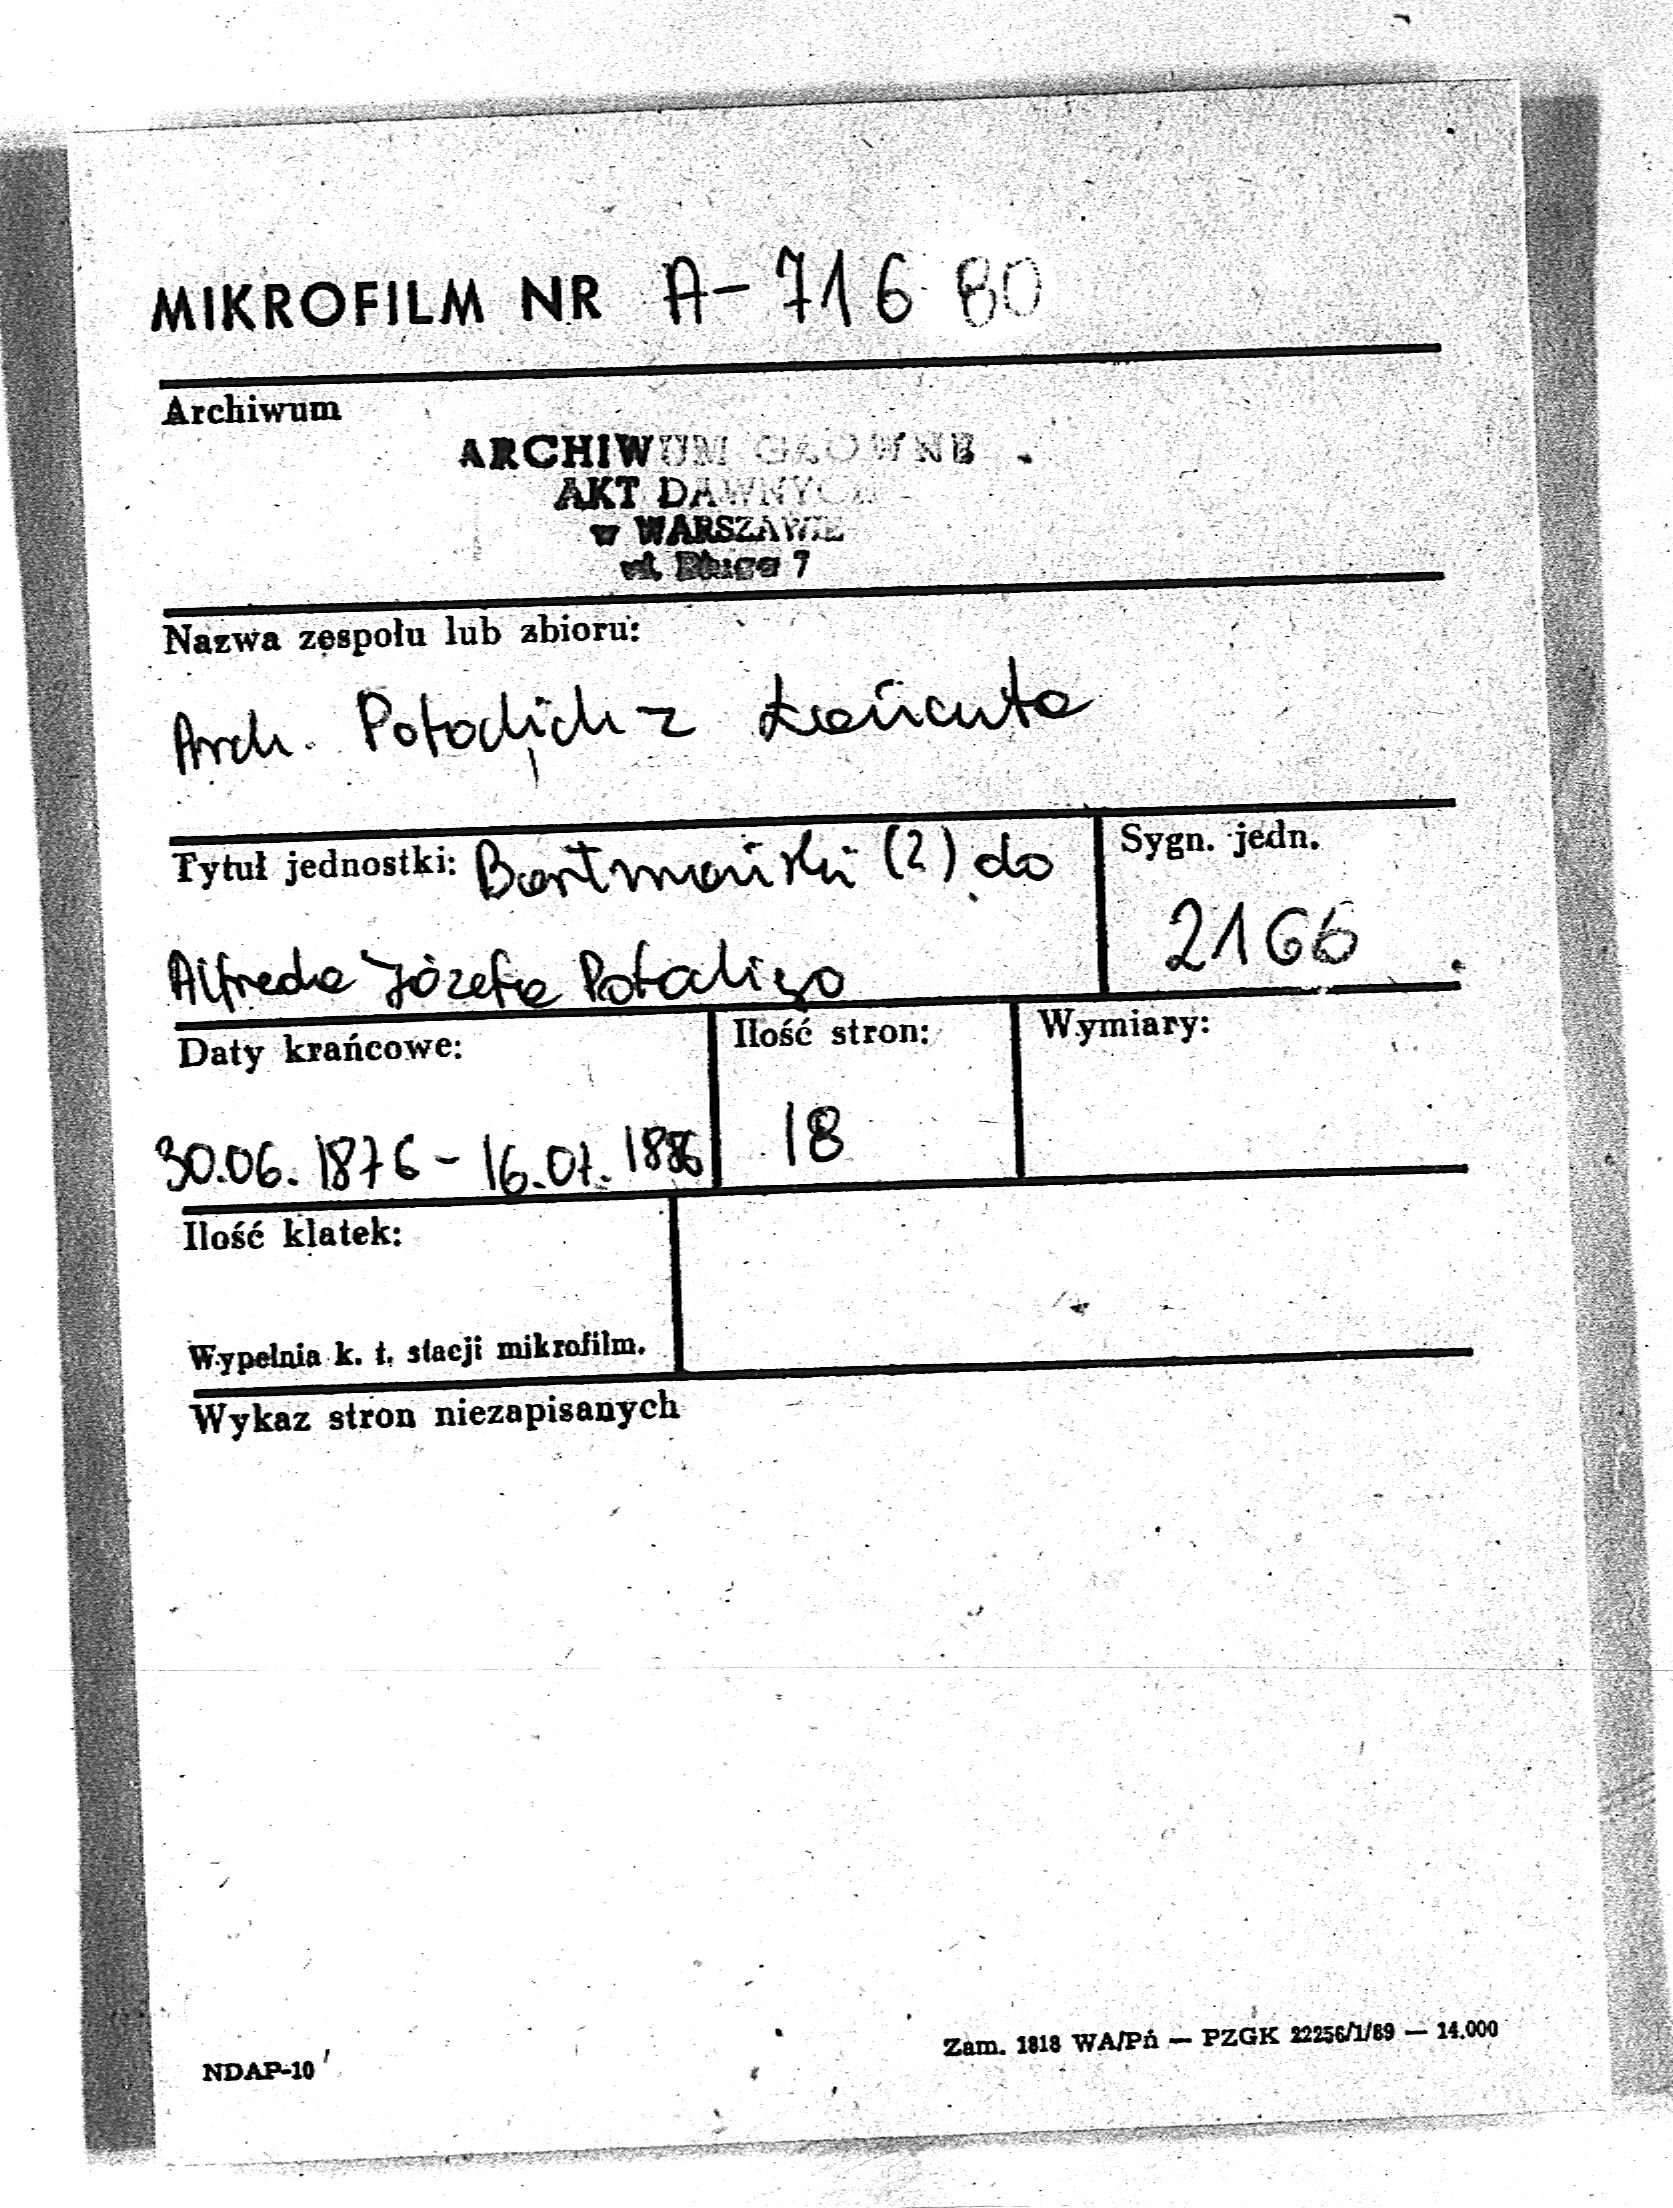 MIKROFILM NR A-71680
Archiwum
ARCHIWUM GŁÓWNE
AKT DAWNYCH
w WARSZAWIE
ul. Długa 7
Nazwa zespołu lub zbioru:
Arch. Potockich z Łańcuta
Tytuł jednostki: Bartmański (2) do
Alfreda Józefa Potockiego
Sygn. jedn.
2166
Daty krańcowe:
30.06.1876 - 16.07.1886
Ilość stron:
18
Wymiary:
Ilość klatek:
Wypełnia k. t. stacji mikrofilm.
Wykaz stron niezapisanych
NDAP-10
Zam. 1818 WA/Pń — PZGK 22256/1/89 — 14.000